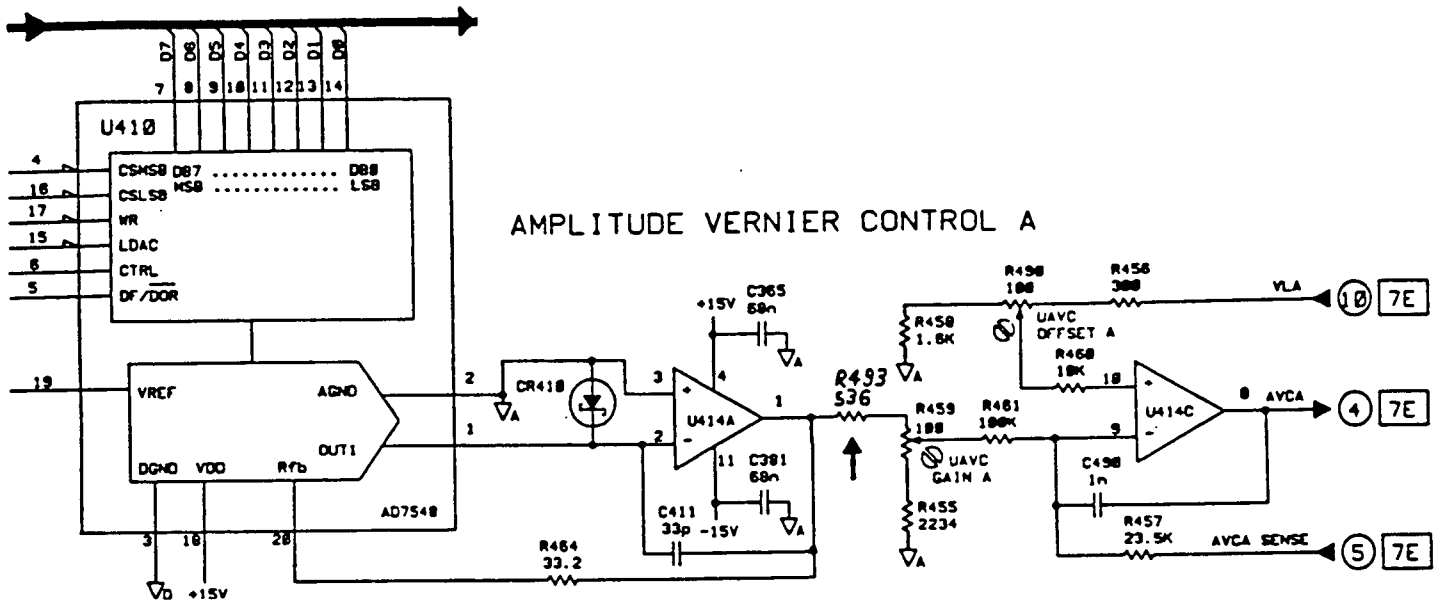 D7 D6 D5 D4 D3 D2 D1 D0
7 8 9 10 11 12 13 14
U410
4 CSMSB DB7 ............. DB0
MSB ............. LSB
16 CSLSB
17 WR
15 LDAC
6 CTRL
5 DF/DOR
AMPLITUDE VERNIER CONTROL A
19 VREF
AGND 2
OUT1 1
DGND VDD Rfb
AD7548
3 18 20
D +15V
A
CR410
+15V
C365
68n
A
4
3 +
U414A
2 -
1
11
C381
68n
A
-15V
C411
33p
R464
33.2
R493
536
R458
1.6K
A
R490
100
UAVC
OFFSET A
R456
300
VLA 10 7E
R460
10K
R459
100
UAVC
GAIN A
R455
2234
A
R461
100K
10 +
U414C
9 -
8 AVCA 4 7E
C490
1n
R457
23.5K
AVCA SENSE 5 7E